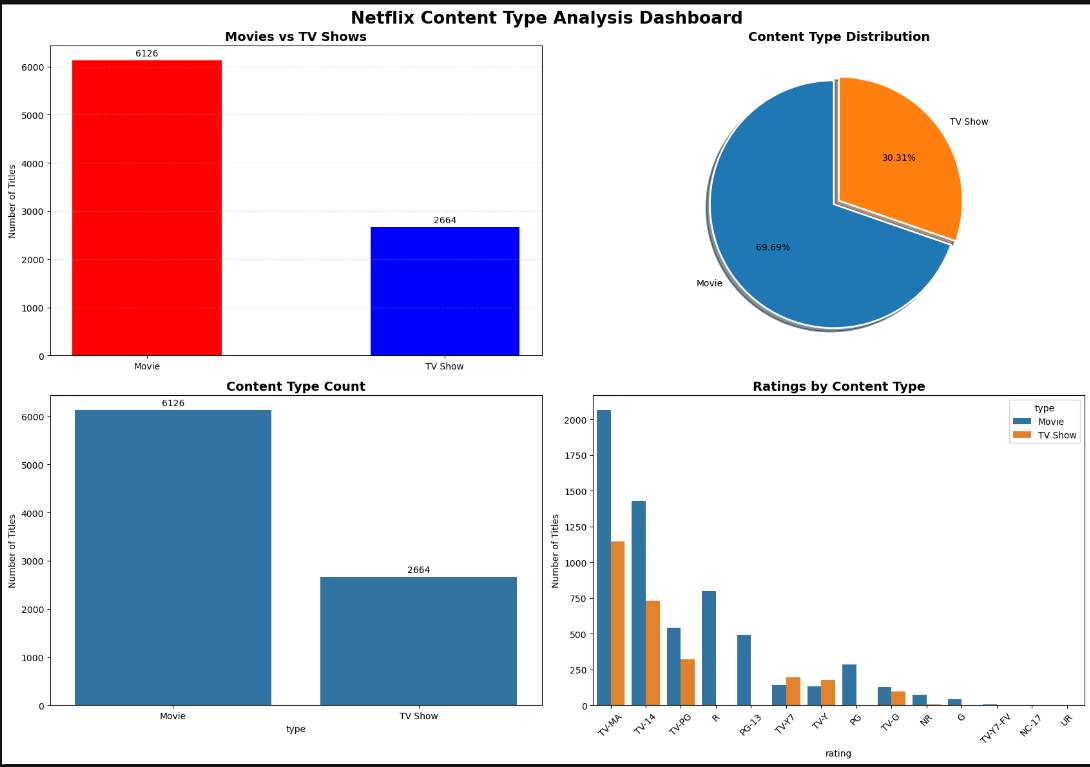 Netflix Content Type Analysis Dashboard
Movies vs TV Shows
Number of Titles
6000
5000
4000
3000
2000
1000
0
6126
2664
Movie
TV Show
Content Type Distribution
TV Show
30.31%
69.69%
Movie
Content Type Count
Number of Titles
6000
5000
4000
3000
2000
1000
0
6126
2664
Movie
TV Show
type
Ratings by Content Type
Number of Titles
2000
1750
1500
1250
1000
750
500
250
0
type
Movie
TV Show
TV-MA
TV-14
TV-PG
R
PG-13
TV-Y7
TV-Y
PG
TV-G
NR
G
TV-Y7-FV
NC-17
UR
rating